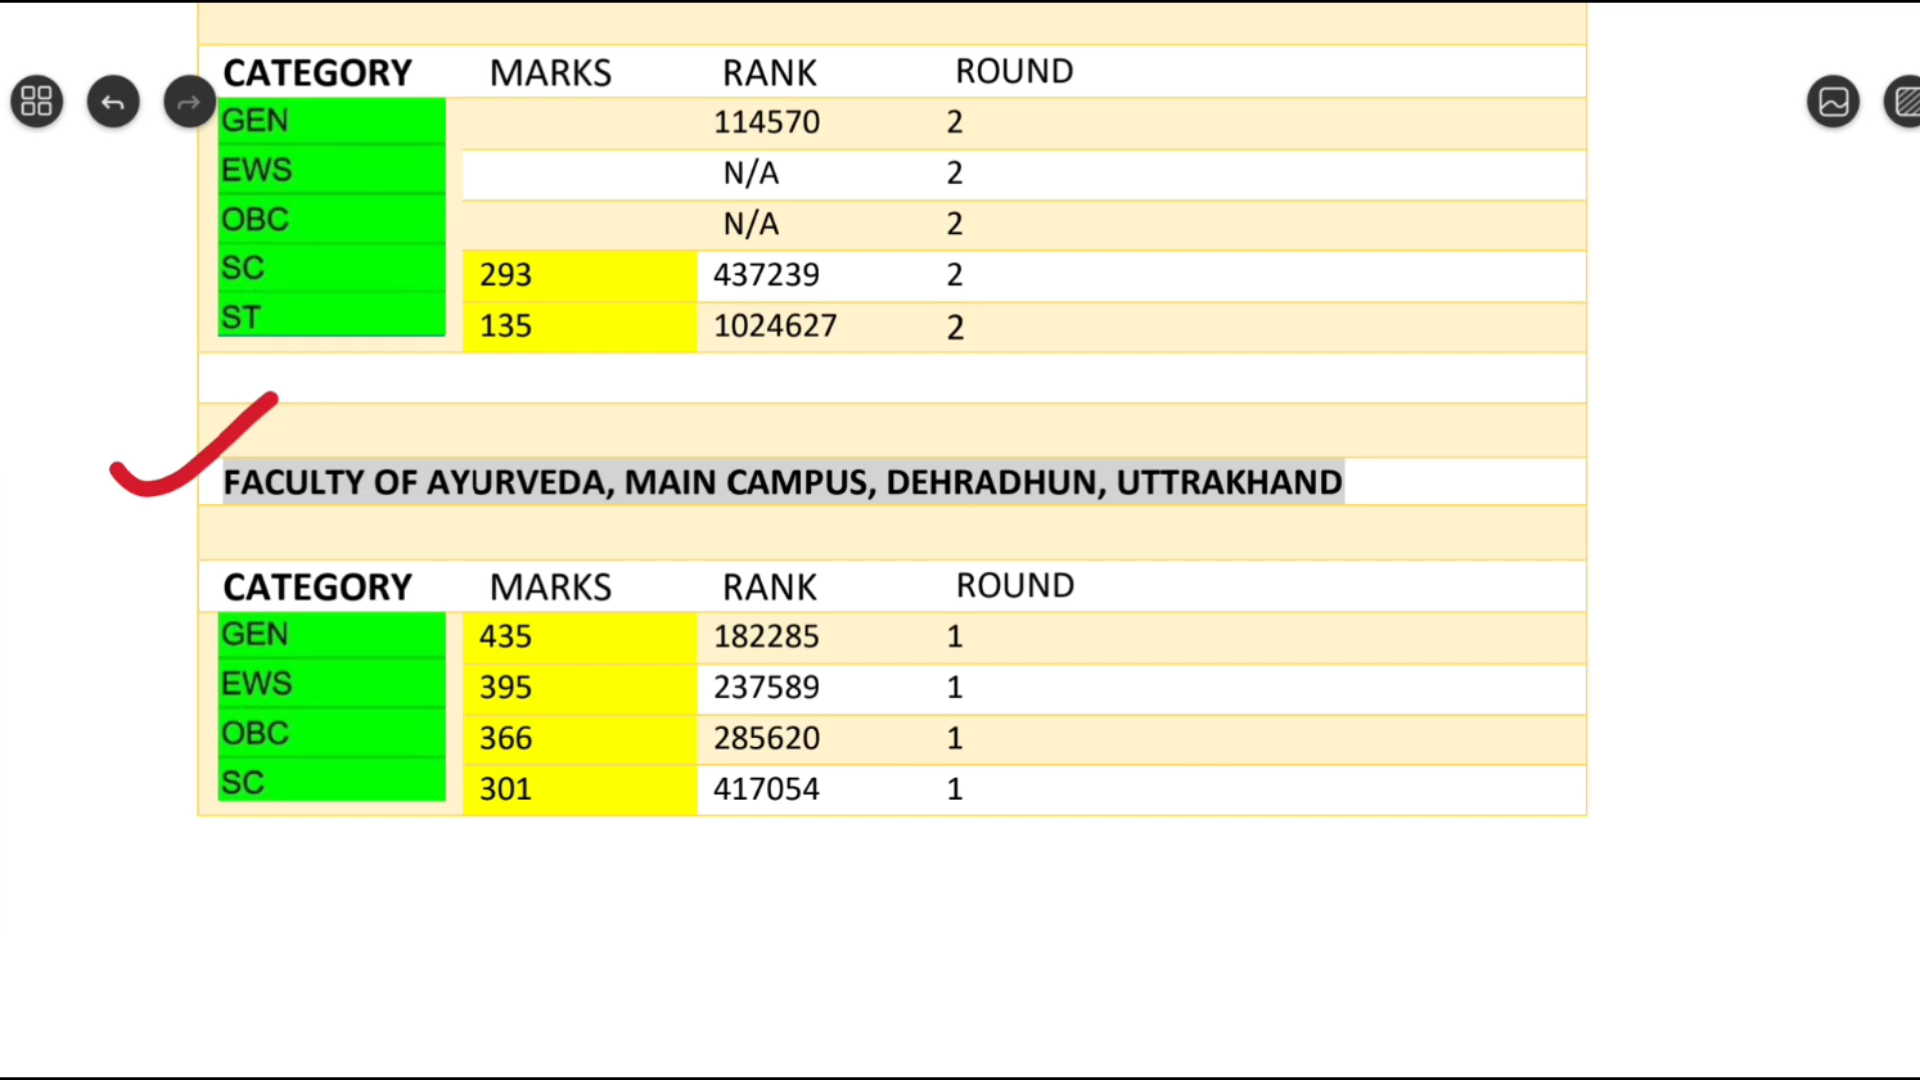 CATEGORY MARKS RANK ROUND
GEN 114570 2
EWS N/A 2
OBC N/A 2
SC 293 437239 2
ST 135 1024627 2
FACULTY OF AYURVEDA, MAIN CAMPUS, DEHRADHUN, UTTRAKHAND
CATEGORY MARKS RANK ROUND
GEN 435 182285 1
EWS 395 237589 1
OBC 366 285620 1
SC 301 417054 1